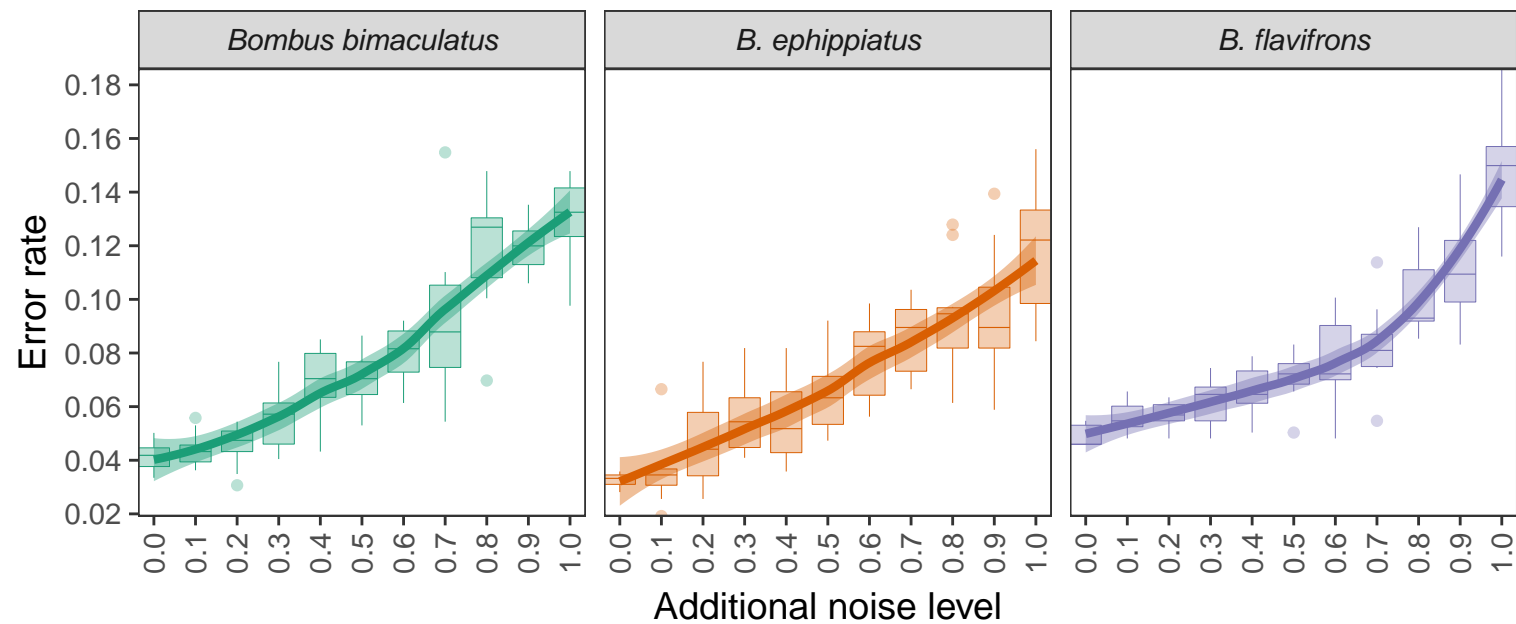 Bombus bimaculatus
B. ephippiatus
B. flavifrons
Error rate
0.18
0.16
0.14
0.12
0.10
0.08
0.06
0.04
0.02
0.0 0.1 0.2 0.3 0.4 0.5 0.6 0.7 0.8 0.9 1.0
0.0 0.1 0.2 0.3 0.4 0.5 0.6 0.7 0.8 0.9 1.0
0.0 0.1 0.2 0.3 0.4 0.5 0.6 0.7 0.8 0.9 1.0
Additional noise level